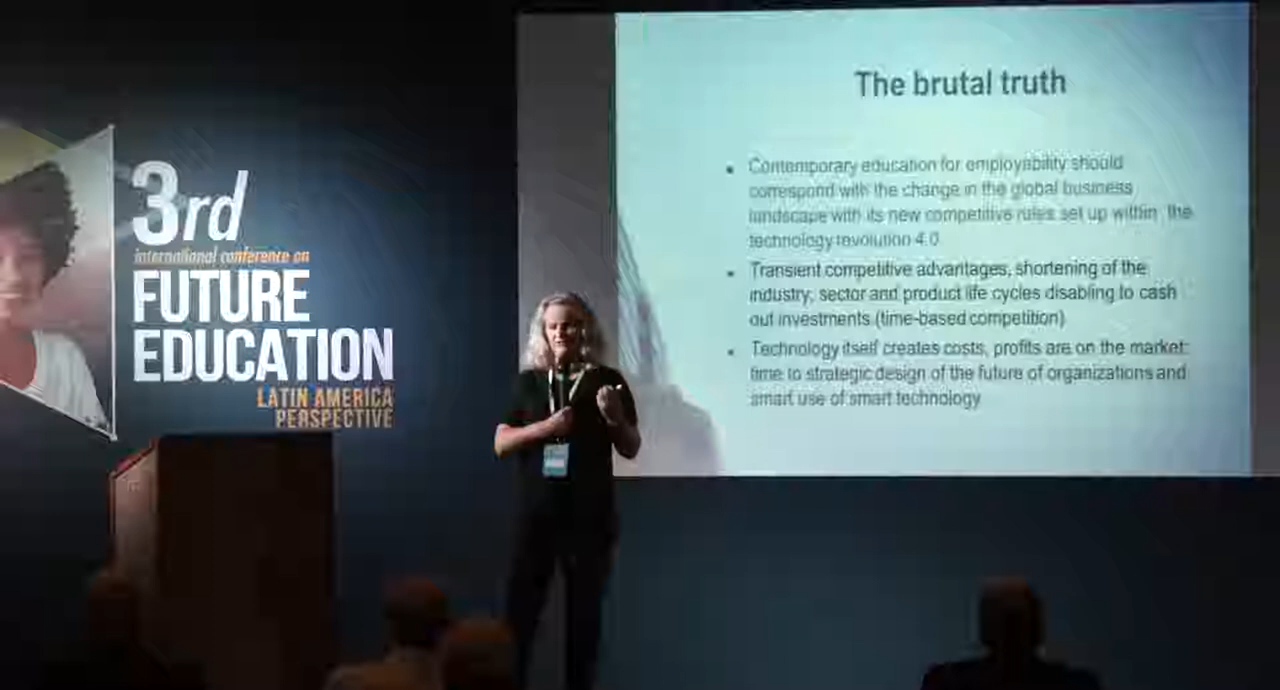 3rd
international conference on
FUTURE
EDUCATION
LATIN AMERICA
PERSPECTIVE
The brutal truth
• Contemporary education for employability should
correspond with the change in the global business
landscape with its new competitive rules set up within the
technology revolution 4.0
• Transient competitive advantages, shortening of the
industry, sector and product life cycles disabling to cash
out investments (time-based competition)
• Technology itself creates costs, profits are on the market:
time to strategic design of the future of organizations and
smart use of smart technology